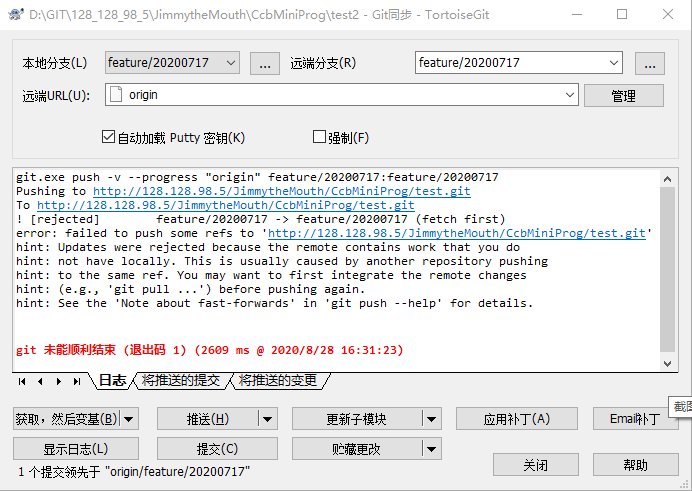 D:\GIT\128_128_98_5\JimmytheMouth\CcbMiniProg\test2 - Git同步 - TortoiseGit
本地分支(L) feature/20200717 ... 远端分支(R) feature/20200717 ...
远端URL(U): origin 管理
自动加载 Putty 密钥(K) 强制(F)
git.exe push -v --progress "origin" feature/20200717:feature/20200717
Pushing to http://128.128.98.5/JimmytheMouth/CcbMiniProg/test.git
To http://128.128.98.5/JimmytheMouth/CcbMiniProg/test.git
! [rejected] feature/20200717 -> feature/20200717 (fetch first)
error: failed to push some refs to 'http://128.128.98.5/JimmytheMouth/CcbMiniProg/test.git'
hint: Updates were rejected because the remote contains work that you do
hint: not have locally. This is usually caused by another repository pushing
hint: to the same ref. You may want to first integrate the remote changes
hint: (e.g., 'git pull ...') before pushing again.
hint: See the 'Note about fast-forwards' in 'git push --help' for details.
git 未能顺利结束 (退出码 1) (2609 ms @ 2020/8/28 16:31:23)
日志 将推送的提交 将推送的变更
获取，然后变基(B) 推送(H) 更新子模块 应用补丁(A) Email补丁
截图
显示日志(L) 提交(C) 贮藏更改
1 个提交领先于 "origin/feature/20200717" 关闭 帮助